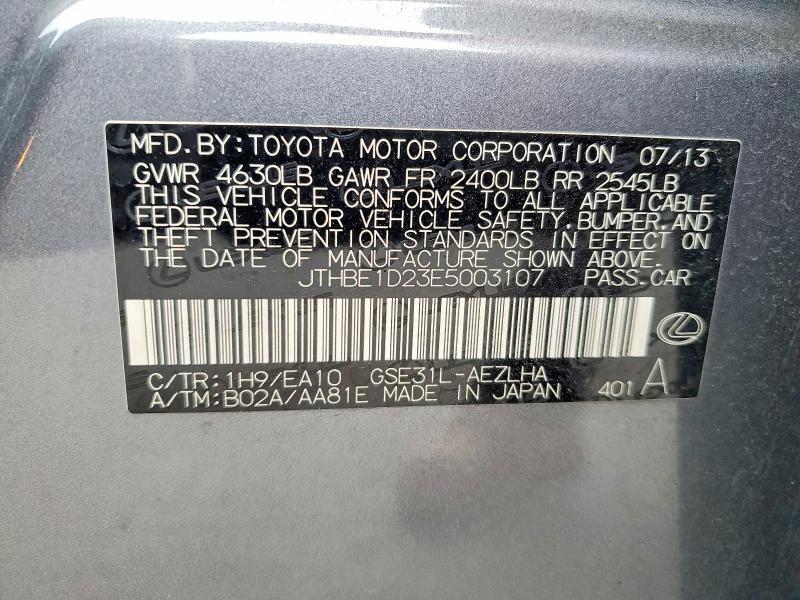 MFD.BY:TOYOTA MOTOR CORPORATION 07/13
GVWR 4630LB GAWR FR 2400LB RR 2545LB
THIS VEHICLE CONFORMS TO ALL APPLICABLE
FEDERAL MOTOR VEHICLE SAFETY,BUMPER,AND
THEFT PREVENTION STANDARDS IN EFFECT ON
THE DATE OF MANUFACTURE SHOWN ABOVE.
JTHBE1D23E5003107 PASS.CAR
C/TR:1H9/EA10 GSE31L-AEZLHA
A/TM:B02A/AA81E MADE IN JAPAN 401 A